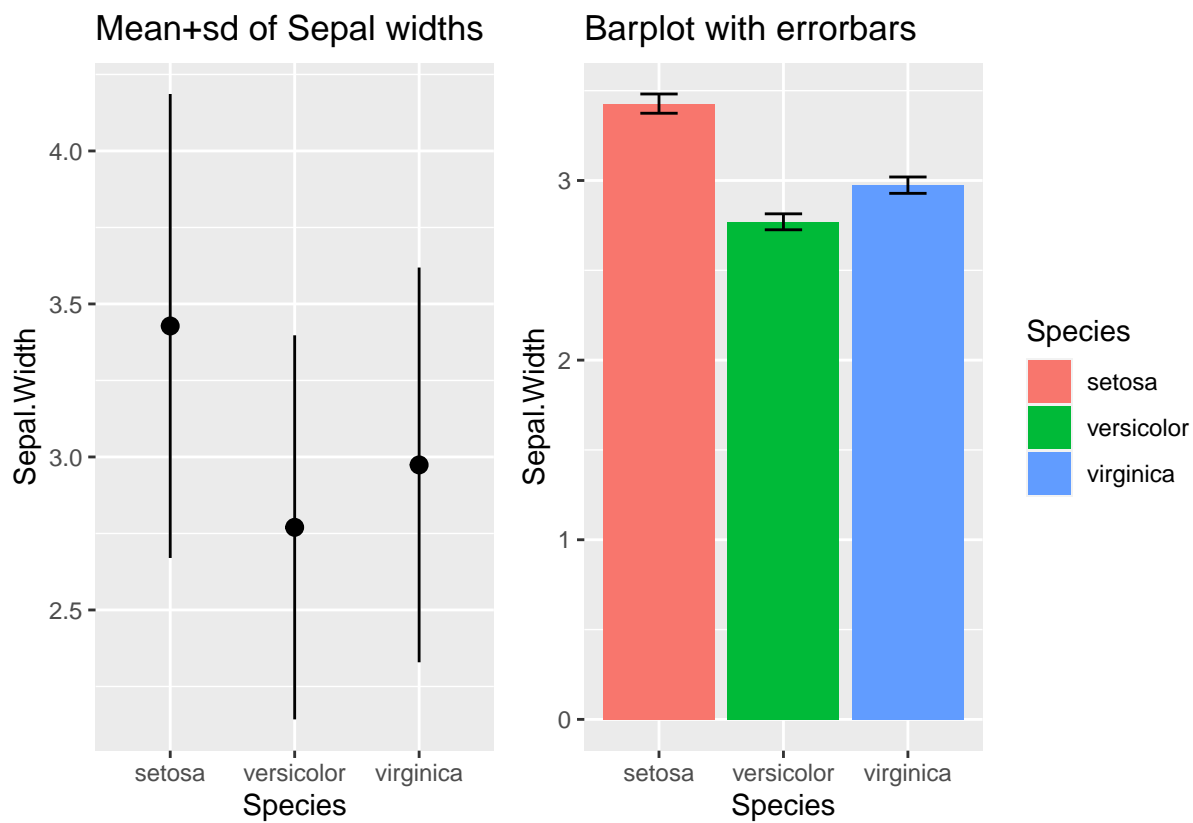 Mean+sd of Sepal widths
Sepal.Width
4.0
3.5
3.0
2.5
setosa versicolor virginica
Species
Barplot with errorbars
Sepal.Width
3
2
1
0
setosa versicolor virginica
Species
Species
setosa
versicolor
virginica